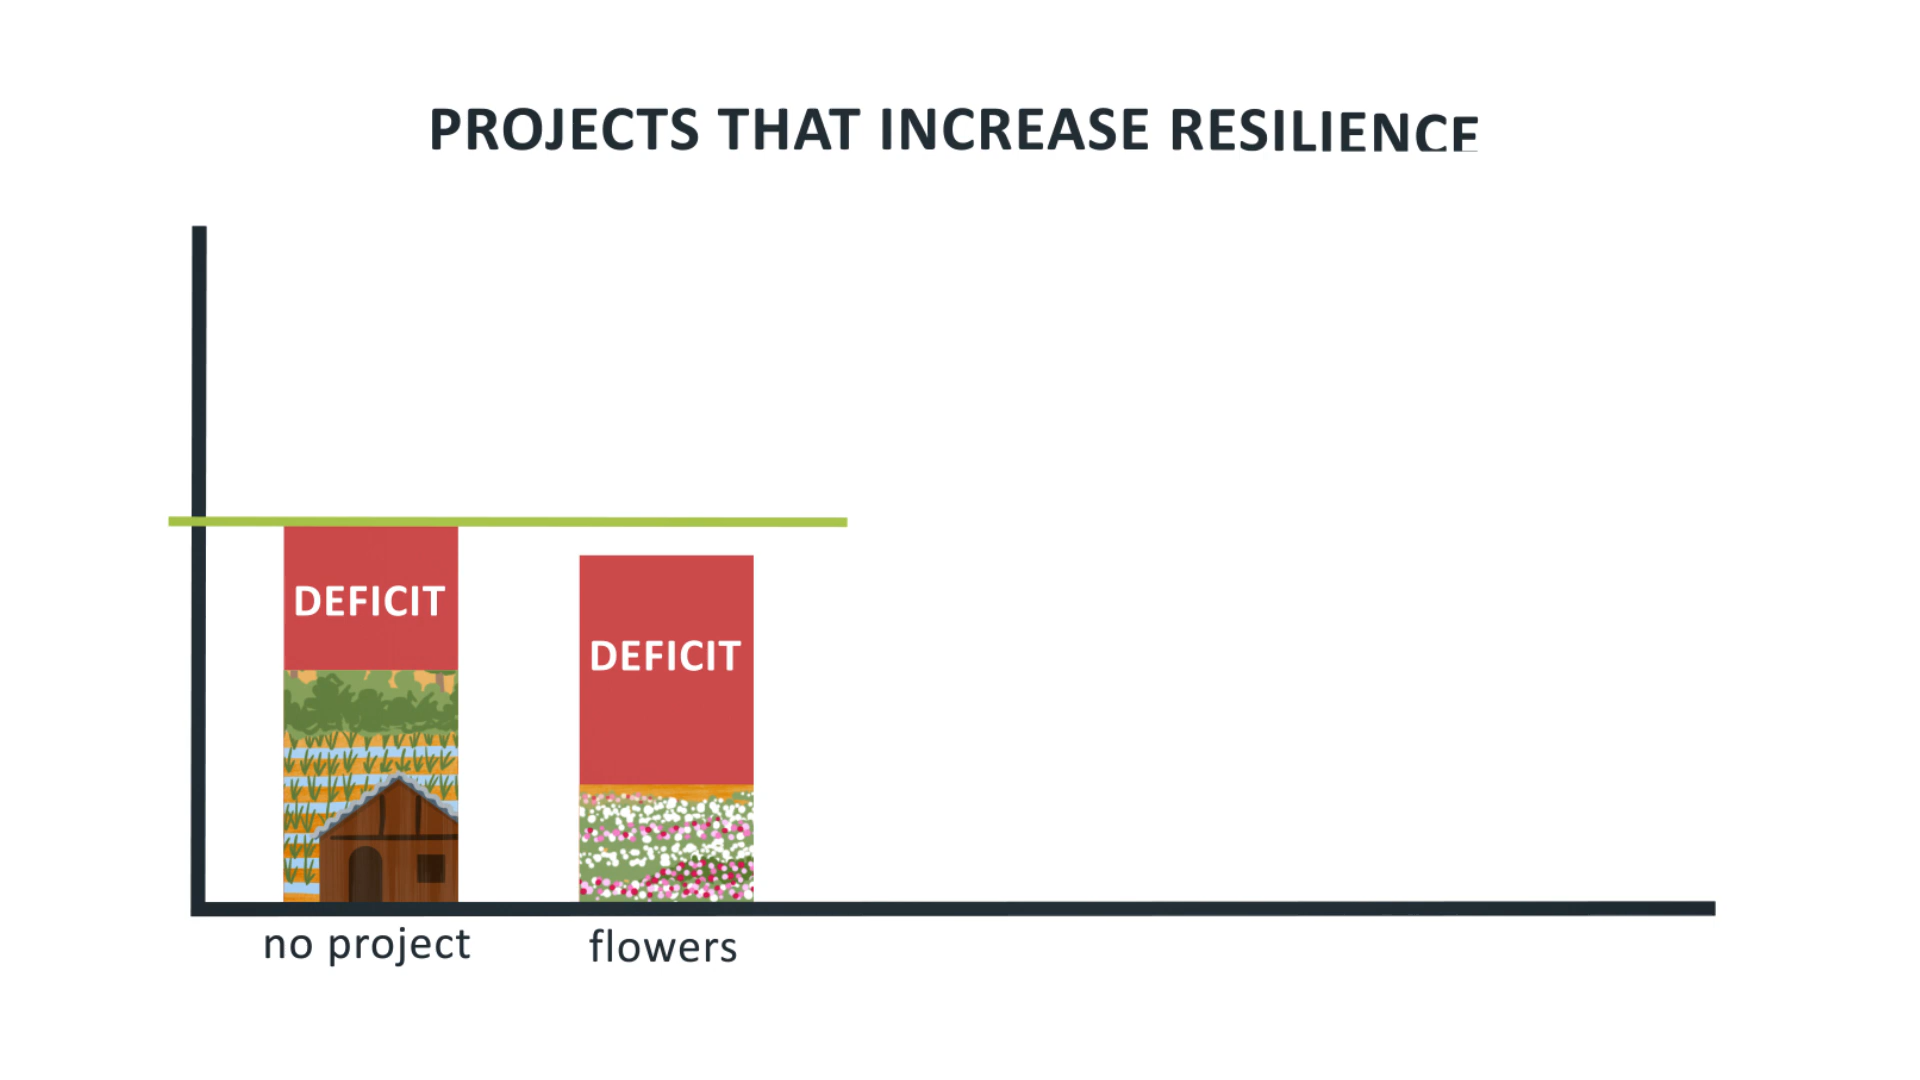 PROJECTS THAT INCREASE RESILIENCE
DEFICIT
DEFICIT
no project
flowers